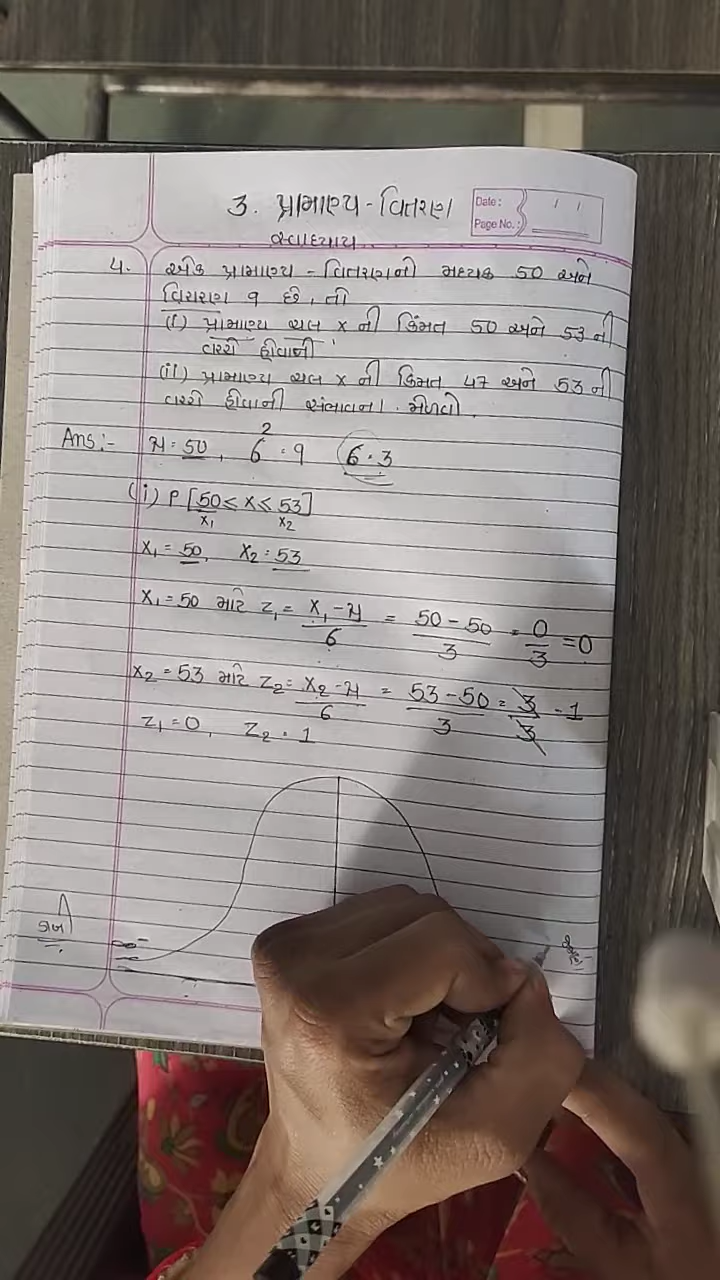 3. પ્રામાણ્ય - વિતરણ
Date : / /
Page No. :
સ્વાધ્યાય
4. એક પ્રામાણ્ય - વિતરણનો મધ્યક 50 અને
વિચરણ 9 છે, તો
(i) પ્રામાણ્ય ચલ x ની કિંમત 50 અને 53 ની
વચ્ચે હોવાની
(ii) પ્રામાણ્ય ચલ x ની કિંમત 47 અને 53 ની
વચ્ચે હોવાની સંભાવના મેળવો.
Ans :- μ = 50, σ² = 9 σ = 3
(i) P [50 ≤ x ≤ 53]
x₁ x₂
x₁ = 50, x₂ = 53
x₁ = 50 માટે z₁ = x₁ - μ / σ = 50 - 50 / 3 = 0 / 3 = 0
x₂ = 53 માટે z₂ = x₂ - μ / σ = 53 - 50 / 3 = 3 / 3 = 1
z₁ = 0, z₂ = 1